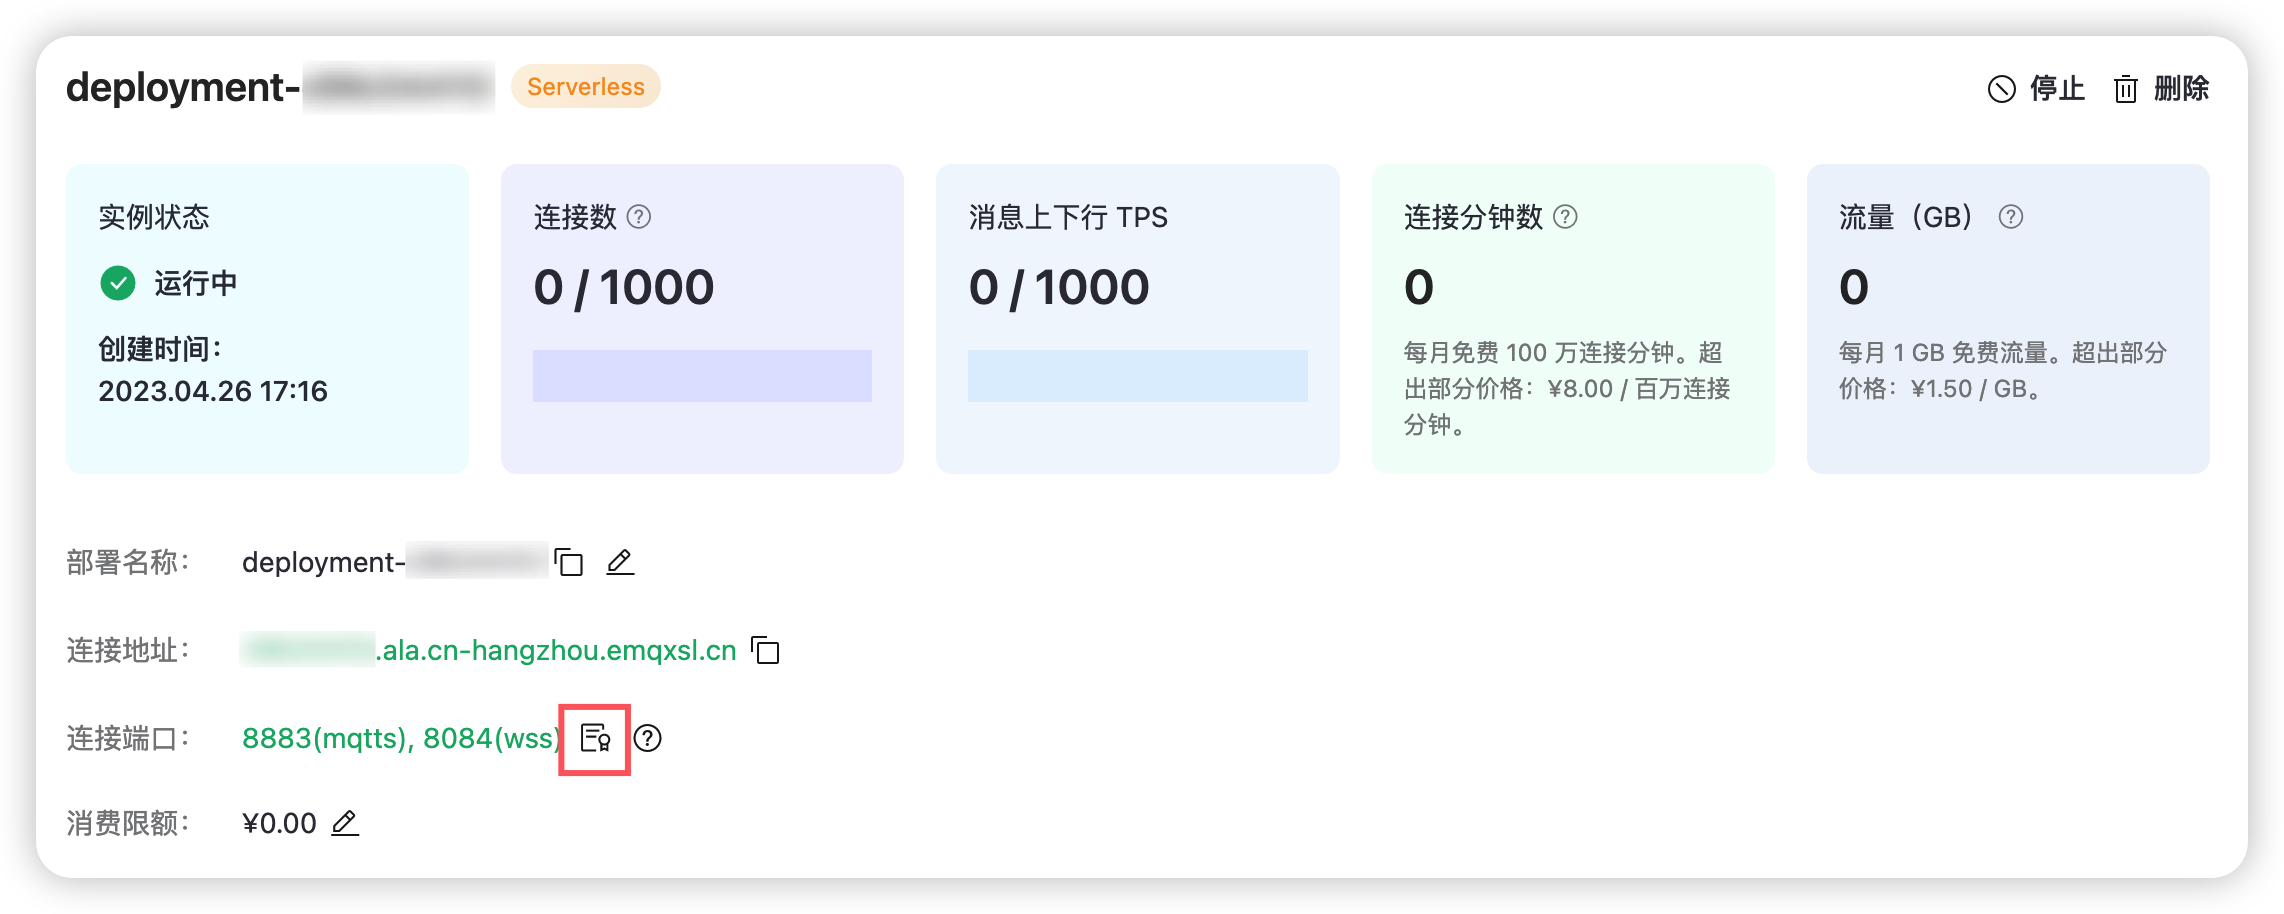 deployment-
Serverless
停止
删除
实例状态
运行中
创建时间：
2023.04.26 17:16
连接数
0 / 1000
消息上下行 TPS
0 / 1000
连接分钟数
0
每月免费 100 万连接分钟。超
出部分价格：¥8.00 / 百万连接
分钟。
流量（GB）
0
每月 1 GB 免费流量。超出部分
价格：¥1.50 / GB。
部署名称：
deployment-
连接地址：
.ala.cn-hangzhou.emqxsl.cn
连接端口：
8883(mqtts), 8084(wss)
消费限额：
¥0.00